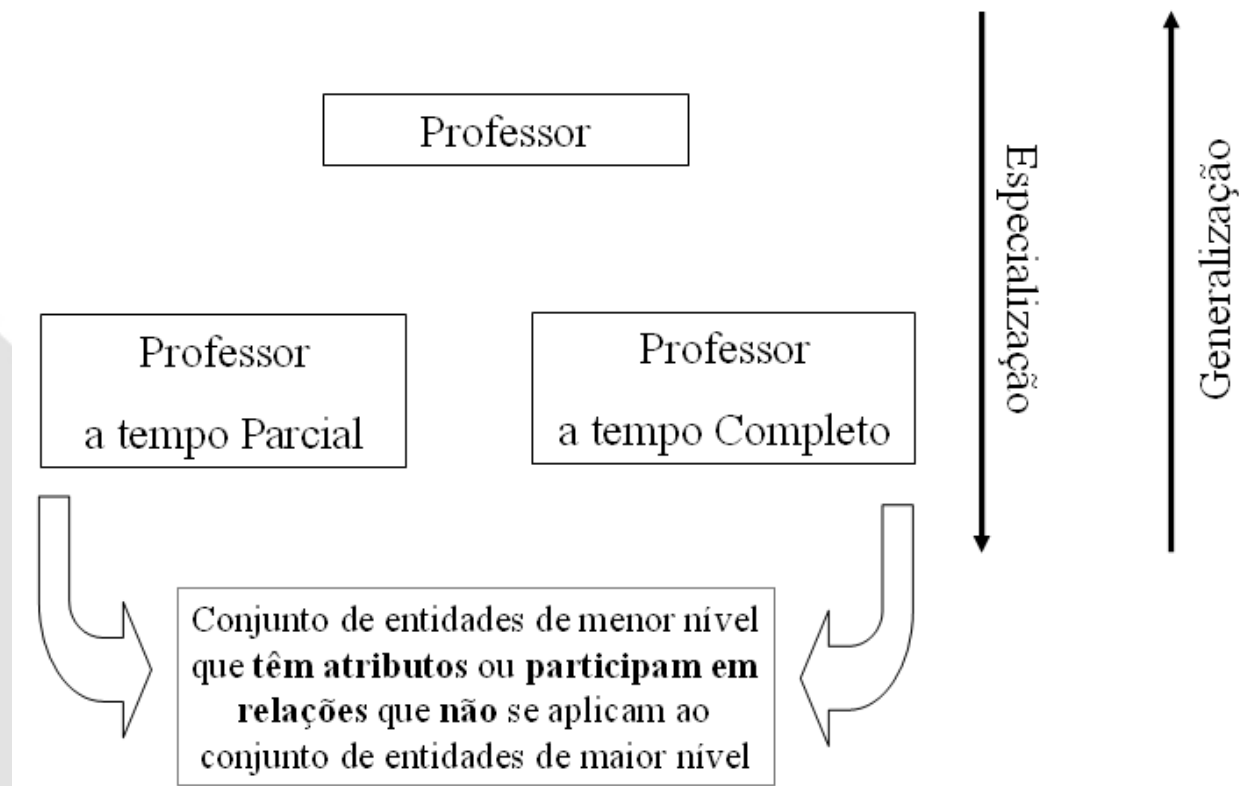 Professor
Professor
a tempo Parcial
Professor
a tempo Completo
Especialização
Generalização
Conjunto de entidades de menor nível
que têm atributos ou participam em
relações que não se aplicam ao
conjunto de entidades de maior nível